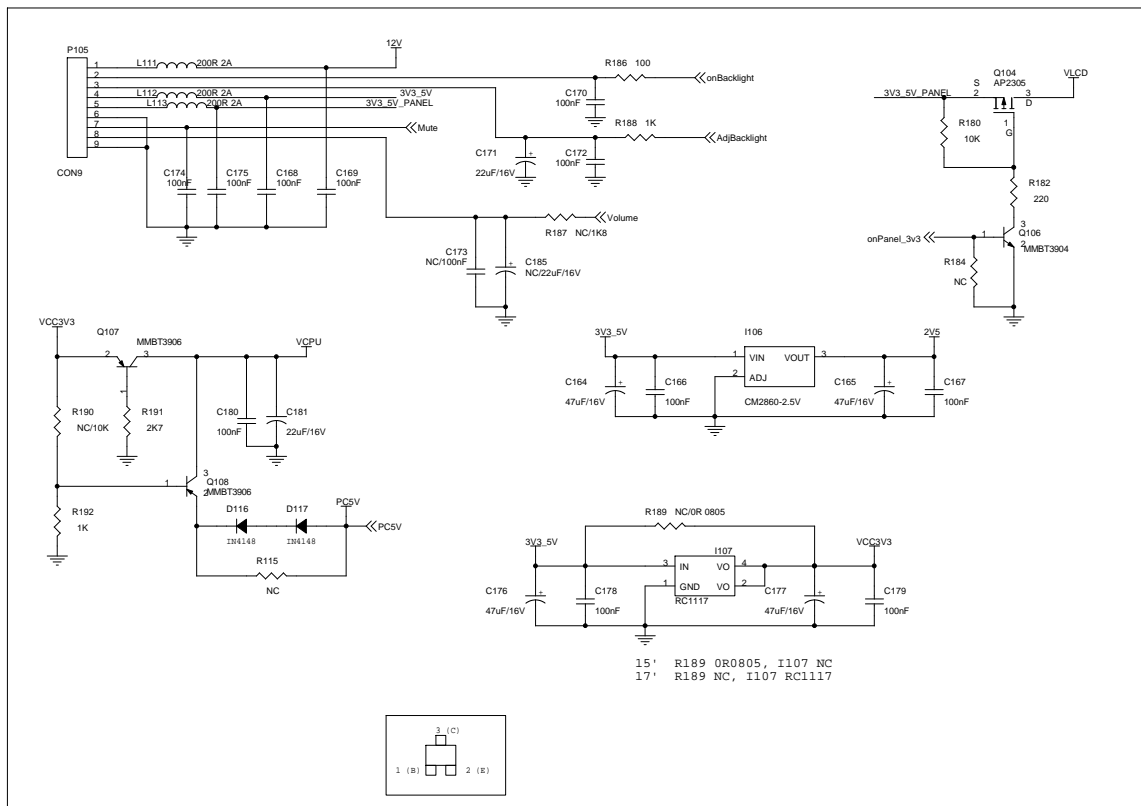 P105
1
2
3
4
5
6
7
8
9
CON9
L111 200R 2A
12V
L112 200R 2A
3V3_5V
L113 200R 2A
3V3_5V_PANEL
Mute
R186 100
onBacklight
C170
100nF
R188 1K
AdjBacklight
C171
22uF/16V
C172
100nF
C174
100nF
C175
100nF
C168
100nF
C169
100nF
Volume
R187 NC/1K8
C173
NC/100nF
C185
NC/22uF/16V
Q104
AP2305
VLCD
3V3_5V_PANEL
S
2
3
D
1
G
R180
10K
R182
220
onPanel_3v3
1
3
Q106
2
MMBT3904
R184
NC
VCC3V3
Q107
MMBT3906
2
3
1
VCPU
R190
NC/10K
R191
2K7
C180
100nF
C181
22uF/16V
1
3
Q108
2
MMBT3906
R192
1K
D116
IN4148
D117
IN4148
PC5V
PC5V
R115
NC
3V3_5V
I106
2V5
1
VIN
VOUT
3
2
ADJ
CM2860-2.5V
C164
47uF/16V
C166
100nF
C165
47uF/16V
C167
100nF
R189 NC/0R 0805
3V3_5V
I107
VCC3V3
3
IN
VO
4
1
GND
VO
2
RC1117
C176
47uF/16V
C178
100nF
C177
47uF/16V
C179
100nF
15' R189 0R0805, I107 NC
17' R189 NC, I107 RC1117
3 (C)
1 (B)
2 (E)